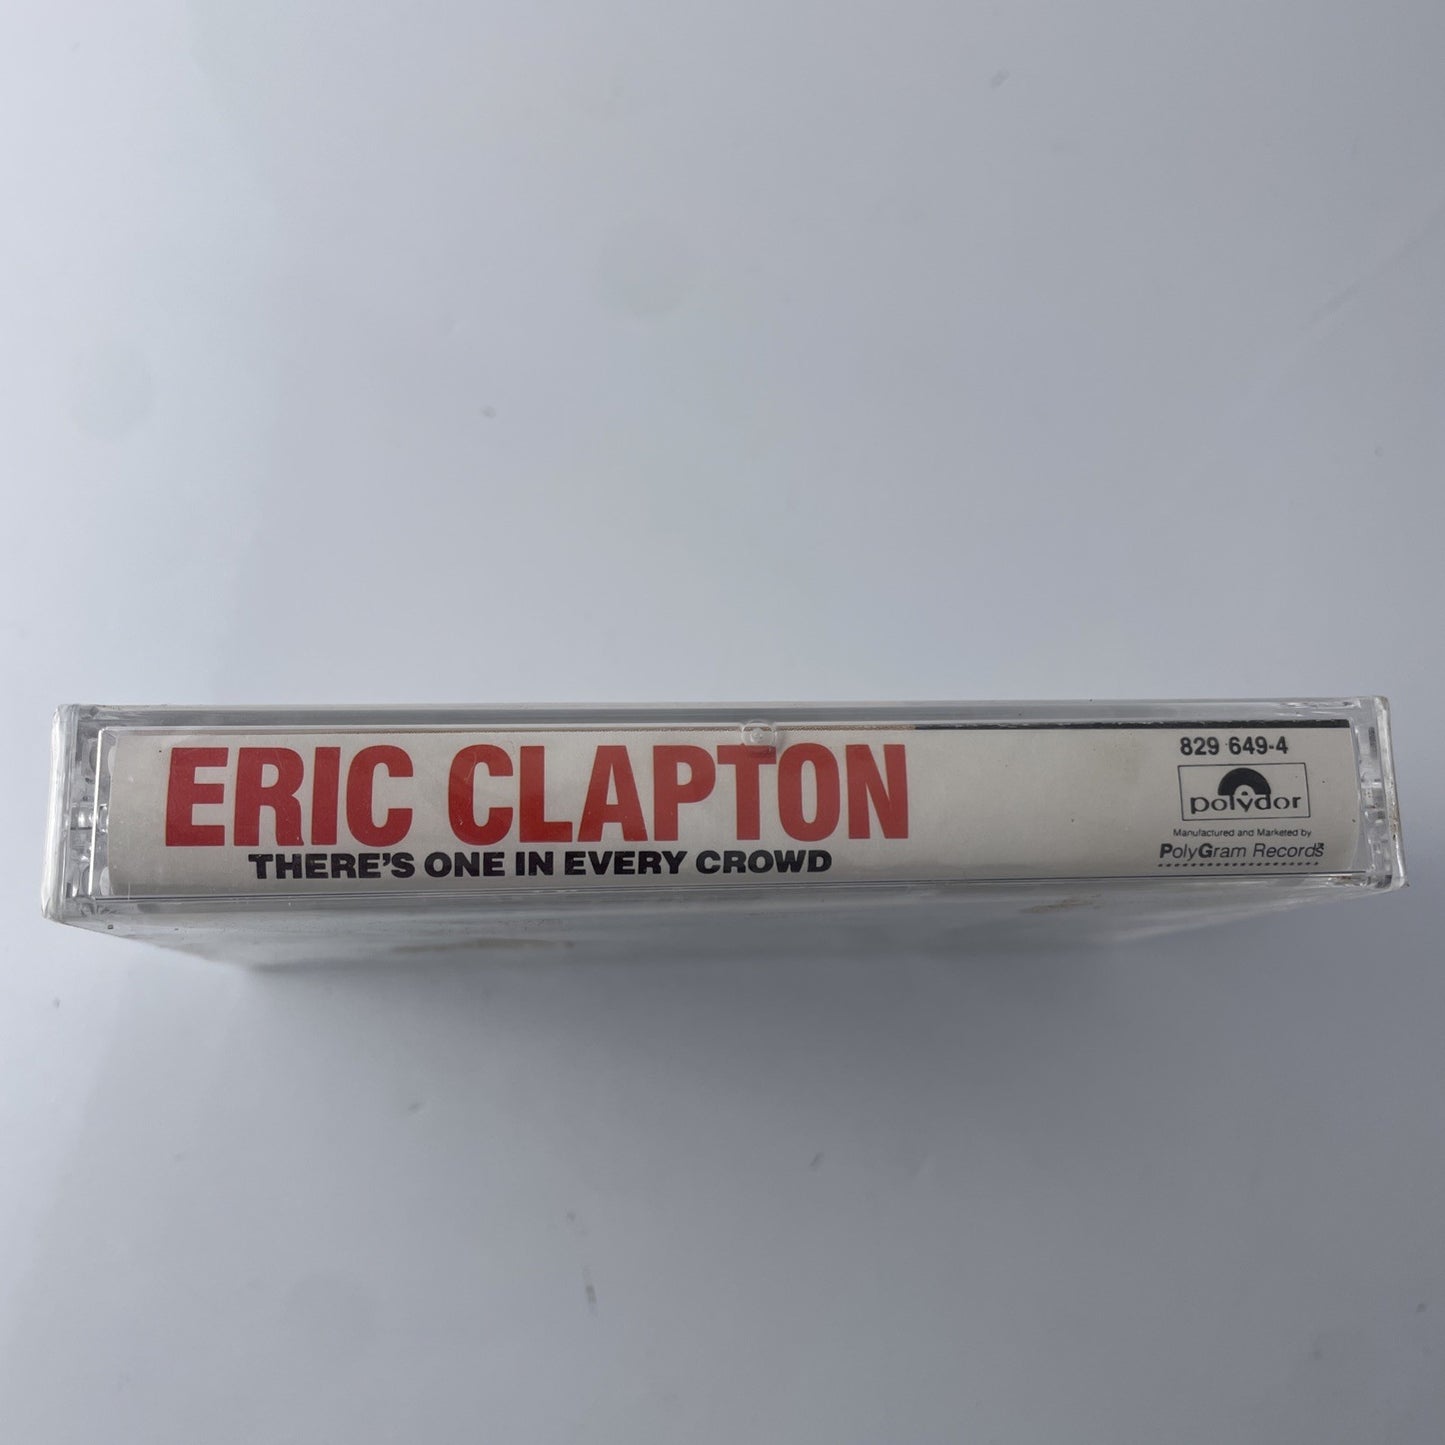 ERIC CLAPTON
THERE'S ONE IN EVERY CROWD
829 649-4
polydor
Manufactured and Marketed by
PolyGram Records